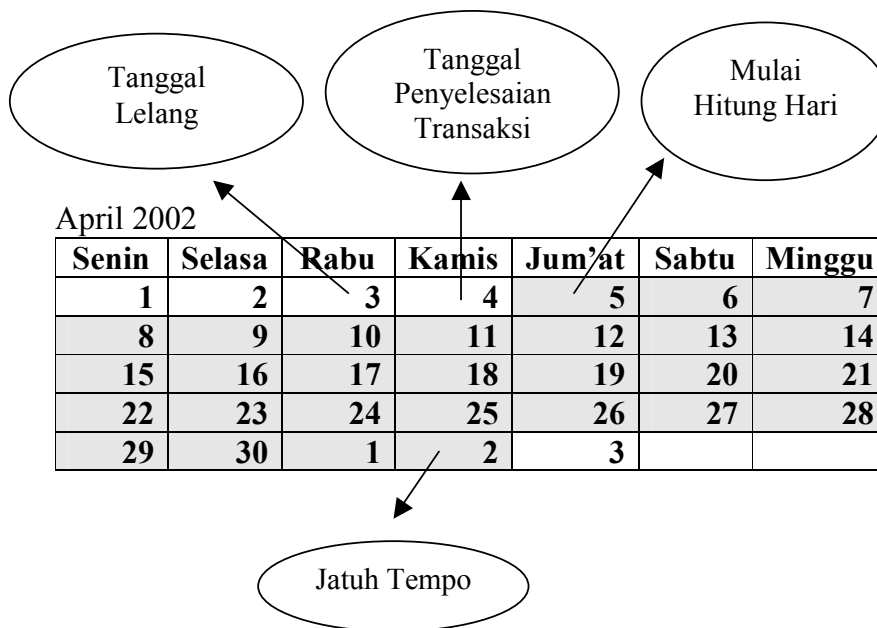 Tanggal
Lelang
Tanggal
Penyelesaian
Transaksi
Mulai
Hitung Hari
April 2002
Senin Selasa Rabu Kamis Jum’at Sabtu Minggu
1 2 3 4 5 6 7
8 9 10 11 12 13 14
15 16 17 18 19 20 21
22 23 24 25 26 27 28
29 30 1 2 3
Jatuh Tempo